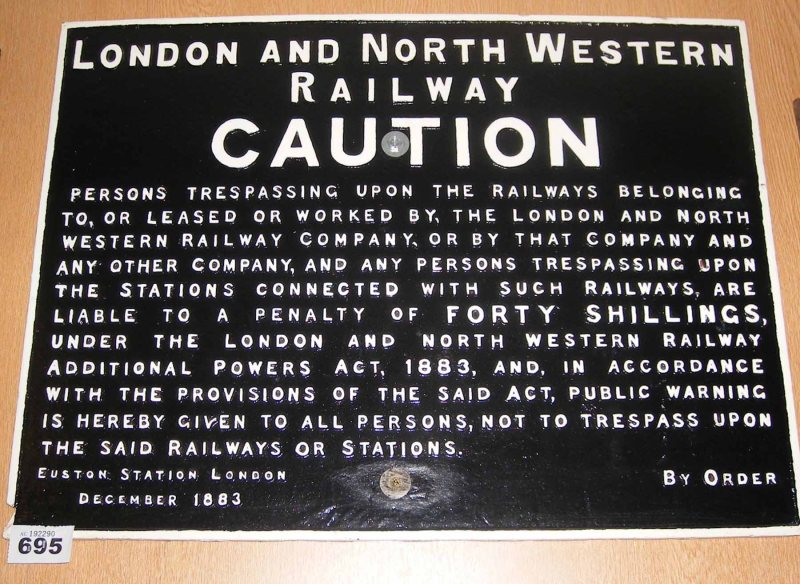 LONDON AND NORTH WESTERN
RAILWAY
CAUTION
PERSONS TRESPASSING UPON THE RAILWAYS BELONGING
TO, OR LEASED OR WORKED BY, THE LONDON AND NORTH
WESTERN RAILWAY COMPANY, OR BY THAT COMPANY AND
ANY OTHER COMPANY, AND ANY PERSONS TRESPASSING UPON
THE STATIONS CONNECTED WITH SUCH RAILWAYS, ARE
LIABLE TO A PENALTY OF FORTY SHILLINGS,
UNDER THE LONDON AND NORTH WESTERN RAILWAY
ADDITIONAL POWERS ACT, 1883, AND, IN ACCORDANCE
WITH THE PROVISIONS OF THE SAID ACT, PUBLIC WARNING
IS HEREBY GIVEN TO ALL PERSONS, NOT TO TRESPASS UPON
THE SAID RAILWAYS OR STATIONS.
EUSTON STATION LONDON
DECEMBER 1883
BY ORDER
AC192290
695